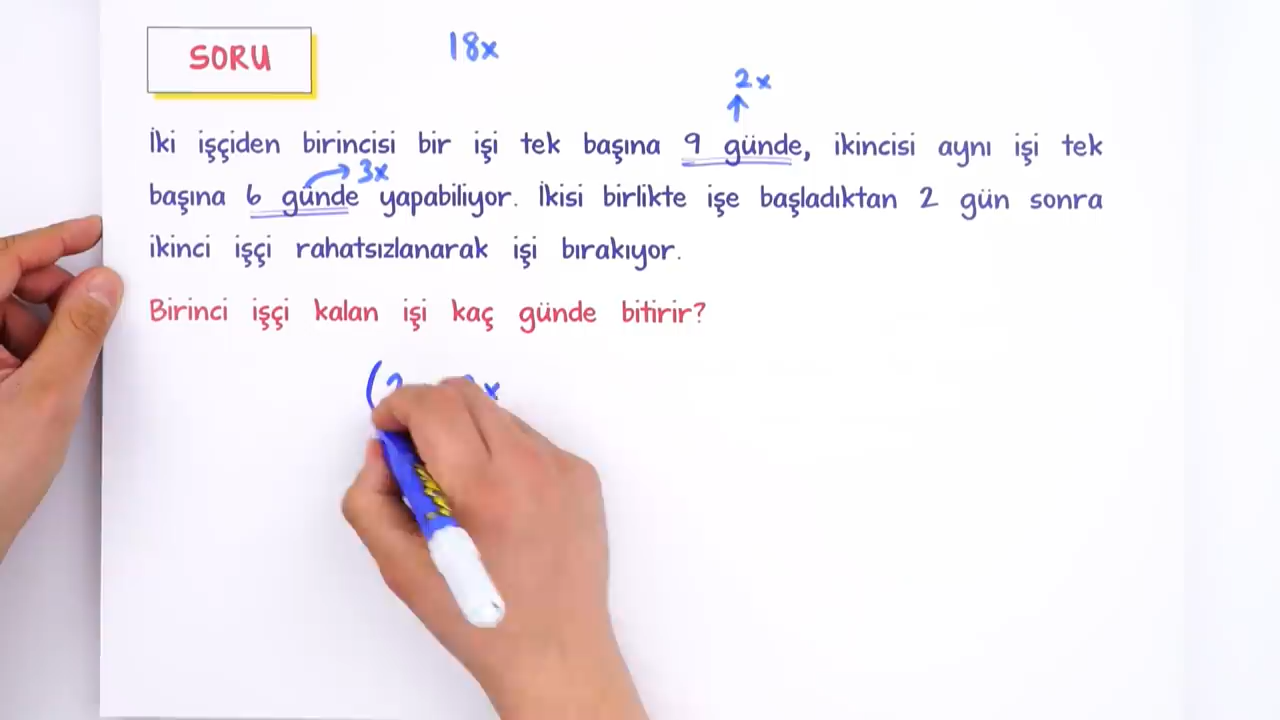 SORU
18x
2x
İki işçiden birincisi bir işi tek başına 9 günde, ikincisi aynı işi tek
3x
başına 6 günde yapabiliyor. İkisi birlikte işe başladıktan 2 gün sonra
ikinci işçi rahatsızlanarak işi bırakıyor.
Birinci işçi kalan işi kaç günde bitirir?